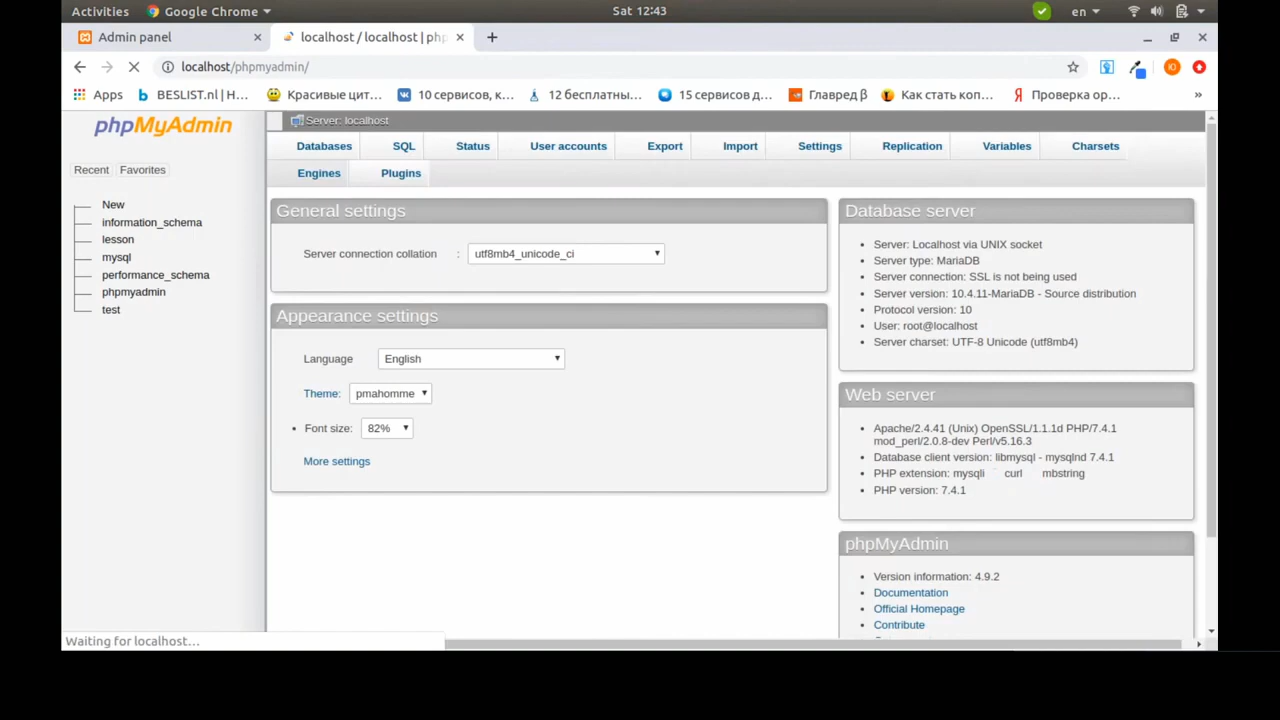 Activities Google Chrome Sat 12:43 en
Admin panel localhost / localhost | php
localhost/phpmyadmin/
Apps BESLIST.nl | H... Красивые цит... 10 сервисов, к... 12 бесплатны... 15 сервисов д... Главред β Как стать коп... Проверка ор... »
phpMyAdmin
Recent Favorites
New
information_schema
lesson
mysql
performance_schema
phpmyadmin
test
Server: localhost
Databases SQL Status User accounts Export Import Settings Replication Variables Charsets
Engines Plugins
General settings
Server connection collation : utf8mb4_unicode_ci
Appearance settings
Language English
Theme: pmahomme
Font size: 82%
More settings
Database server
Server: Localhost via UNIX socket
Server type: MariaDB
Server connection: SSL is not being used
Server version: 10.4.11-MariaDB - Source distribution
Protocol version: 10
User: root@localhost
Server charset: UTF-8 Unicode (utf8mb4)
Web server
Apache/2.4.41 (Unix) OpenSSL/1.1.1d PHP/7.4.1
mod_perl/2.0.8-dev Perl/v5.16.3
Database client version: libmysql - mysqlnd 7.4.1
PHP extension: mysqli curl mbstring
PHP version: 7.4.1
phpMyAdmin
Version information: 4.9.2
Documentation
Official Homepage
Contribute
Waiting for localhost...